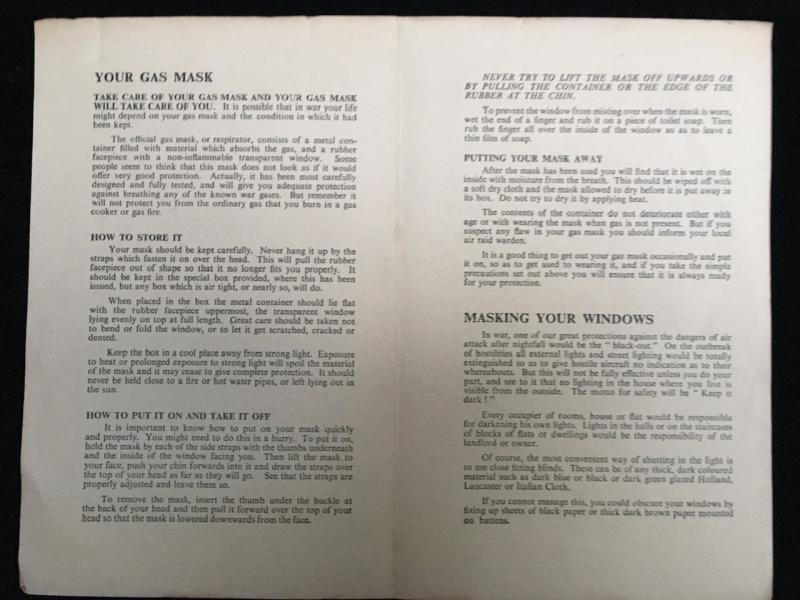 YOUR GAS MASK
TAKE CARE OF YOUR GAS MASK AND YOUR GAS MASK
WILL TAKE CARE OF YOU. It is possible that in war your life
might depend on your gas mask and the condition in which it had
been kept.
The official gas mask, or respirator, consists of a metal con-
tainer filled with material which absorbs the gas, and a rubber
facepiece with a non-inflammable transparent window. Some
people seem to think that this mask does not look as if it would
offer very good protection. Actually, it has been most carefully
designed and fully tested, and will give you adequate protection
against breathing any of the known war gases. But remember it
will not protect you from the ordinary gas that you burn in a gas
cooker or gas fire.
HOW TO STORE IT
Your mask should be kept carefully. Never hang it up by the
straps which fasten it on over the head. This will pull the rubber
facepiece out of shape so that it no longer fits you properly. It
should be kept in the special box provided, where this has been
issued, but any box which is air tight, or nearly so, will do.
When placed in the box the metal container should lie flat
with the rubber facepiece uppermost, the transparent window
lying evenly on top at full length. Great care should be taken not
to bend or fold the window, or to let it get scratched, cracked or
dented.
Keep the box in a cool place away from strong light. Exposure
to heat or prolonged exposure to strong light will spoil the material
of the mask and it may cease to give complete protection. It should
never be held close to a fire or hot water pipes, or left lying out in
the sun.
HOW TO PUT IT ON AND TAKE IT OFF
It is important to know how to put on your mask quickly
and properly. You might need to do this in a hurry. To put it on,
hold the mask by each of the side straps with the thumbs underneath
and the inside of the window facing you. Then lift the mask to
your face, push your chin forwards into it and draw the straps over
the top of your head as far as they will go. See that the straps are
properly adjusted and leave them so.
To remove the mask, insert the thumb under the buckle at
the back of your head and then pull it forward over the top of your
head so that the mask is lowered downwards from the face.
NEVER TRY TO LIFT THE MASK OFF UPWARDS OR
BY PULLING THE CONTAINER OR THE EDGE OF THE
RUBBER AT THE CHIN.
To prevent the window from misting over when the mask is worn,
wet the end of a finger and rub it on a piece of toilet soap. Then
rub the finger all over the inside of the window so as to leave a
thin film of soap.
PUTTING YOUR MASK AWAY
After the mask has been used you will find that it is wet on the
inside with moisture from the breath. This should be wiped off with
a soft dry cloth and the mask allowed to dry before it is put away in
its box. Do not try to dry it by applying heat.
The contents of the container do not deteriorate either with
age or with wearing the mask when gas is not present. But if you
suspect any flaw in your gas mask you should inform your local
air raid warden.
It is a good thing to get out your gas mask occasionally and put
it on, so as to get used to wearing it, and if you take the simple
precautions set out above you will ensure that it is always ready
for your protection.
MASKING YOUR WINDOWS
In war, one of our great protections against the dangers of air
attack after nightfall would be the "black-out." On the outbreak
of hostilities all external lights and street lighting would be totally
extinguished so as to give hostile aircraft no indication as to their
whereabouts. But this will not be fully effective unless you do your
part, and see to it that no lighting in the house where you live is
visible from the outside. The motto for safety will be "Keep it
dark!"
Every occupier of rooms, house or flat would be responsible
for darkening his own lights. Lights in the halls or on the staircases
of blocks of flats or dwellings would be the responsibility of the
landlord or owner.
Of course, the most convenient way of shutting in the light is
to use close fitting blinds. These can be of any thick, dark coloured
material such as dark blue or black or dark green glazed Holland,
Lancaster or Italian Cloth.
If you cannot manage this, you could obscure your windows by
fixing up sheets of black paper or thick dark brown paper mounted
on battens.